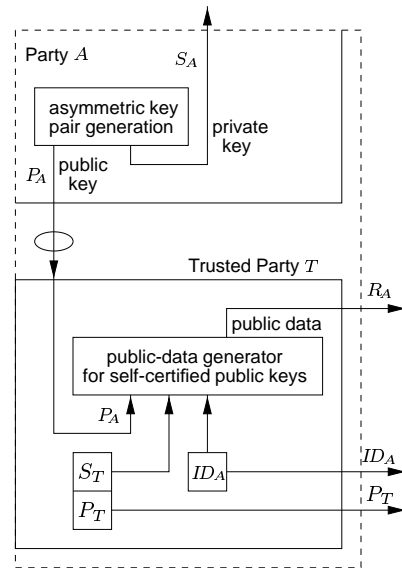 Party A
S_A
asymmetric key
pair generation
private
key
P_A
public
key
Trusted Party T
R_A
public data
public-data generator
for self-certified public keys
P_A
S_T
ID_A
ID_A
P_T
P_T